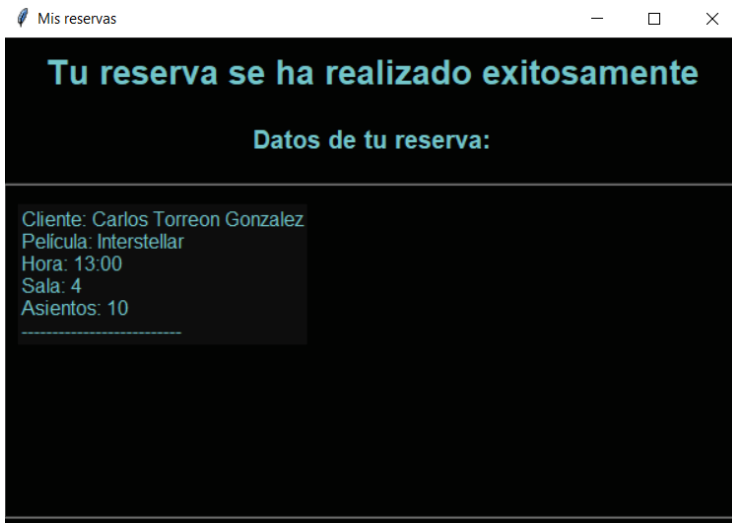 Mis reservas
Tu reserva se ha realizado exitosamente
Datos de tu reserva:
Cliente: Carlos Torreon Gonzalez
Película: Interstellar
Hora: 13:00
Sala: 4
Asientos: 10
--------------------------